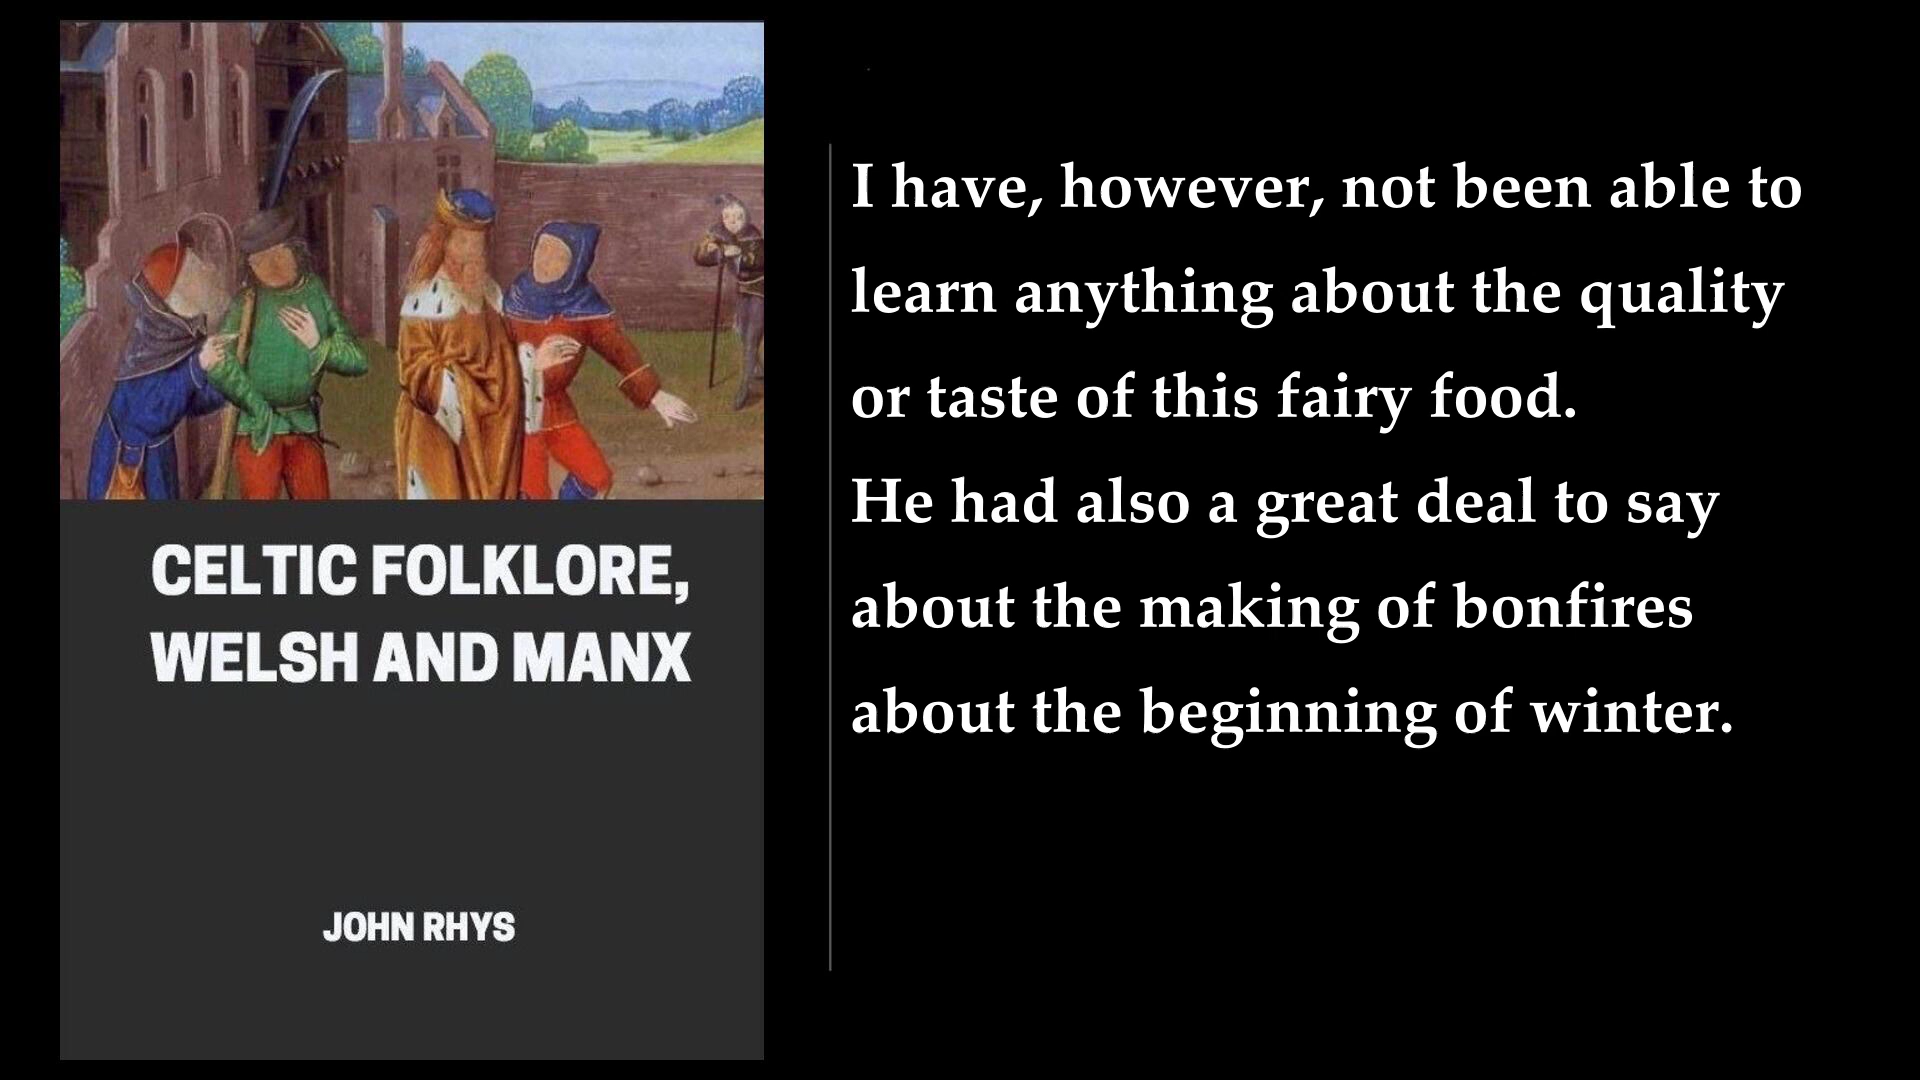 CELTIC FOLKLORE,
WELSH AND MANX
JOHN RHYS
I have, however, not been able to
learn anything about the quality
or taste of this fairy food.
He had also a great deal to say
about the making of bonfires
about the beginning of winter.